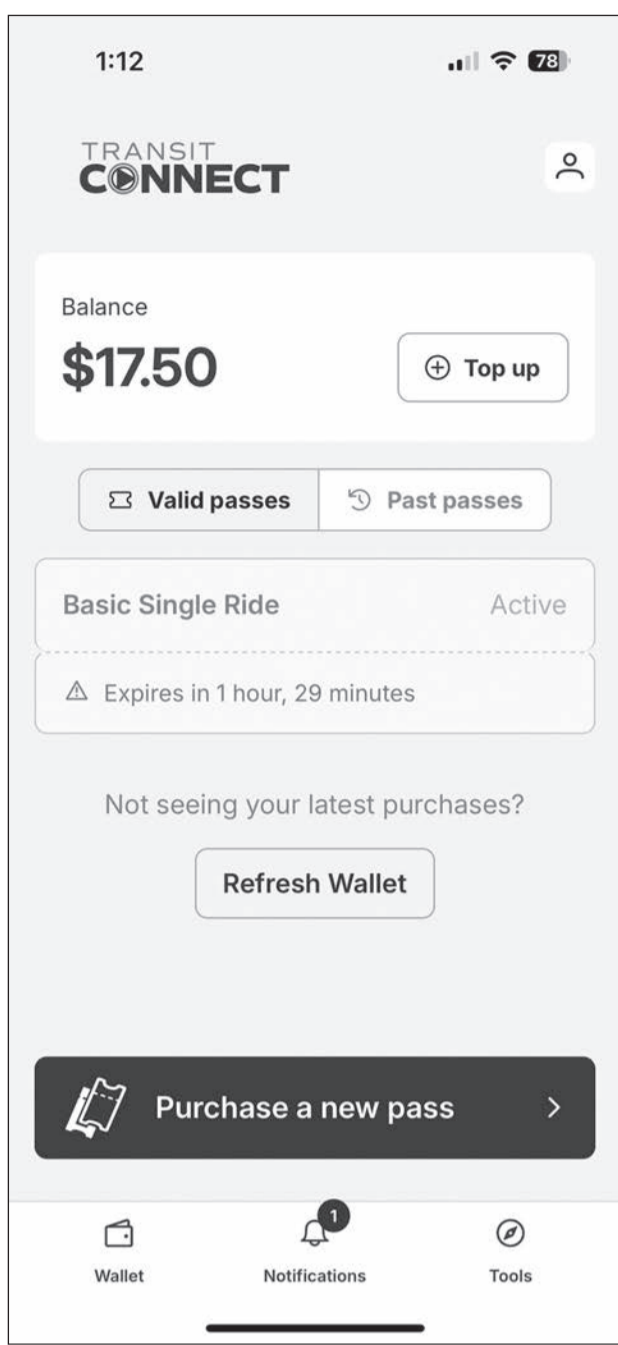 1:12
78
TRANSIT
CONNECT
Balance
$17.50
Top up
Valid passes
Past passes
Basic Single Ride
Active
Expires in 1 hour, 29 minutes
Not seeing your latest purchases?
Refresh Wallet
Purchase a new pass
1
Wallet
Notifications
Tools